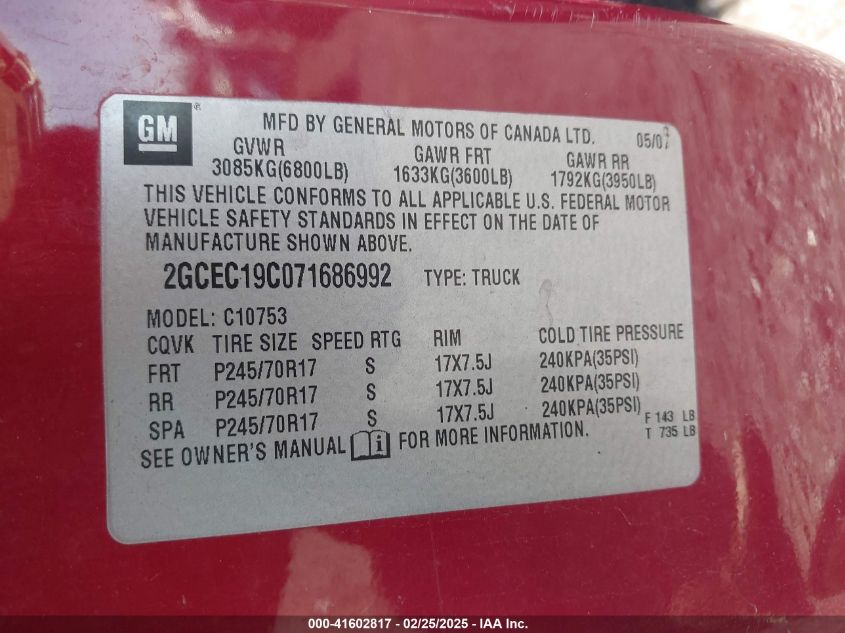 GM ®
MFD BY GENERAL MOTORS OF CANADA LTD. 05/07
GVWR GAWR FRT GAWR RR
3085KG(6800LB) 1633KG(3600LB) 1792KG(3950LB)
THIS VEHICLE CONFORMS TO ALL APPLICABLE U.S. FEDERAL MOTOR
VEHICLE SAFETY STANDARDS IN EFFECT ON THE DATE OF
MANUFACTURE SHOWN ABOVE.
2GCEC19C071686992 TYPE: TRUCK
MODEL: C10753
CQVK TIRE SIZE SPEED RTG RIM COLD TIRE PRESSURE
FRT P245/70R17 S 17X7.5J 240KPA(35PSI)
RR P245/70R17 S 17X7.5J 240KPA(35PSI)
SPA P245/70R17 S 17X7.5J 240KPA(35PSI)
F 143 LB
T 735 LB
SEE OWNER'S MANUAL i FOR MORE INFORMATION.
000-41602817 - 02/25/2025 - IAA Inc.